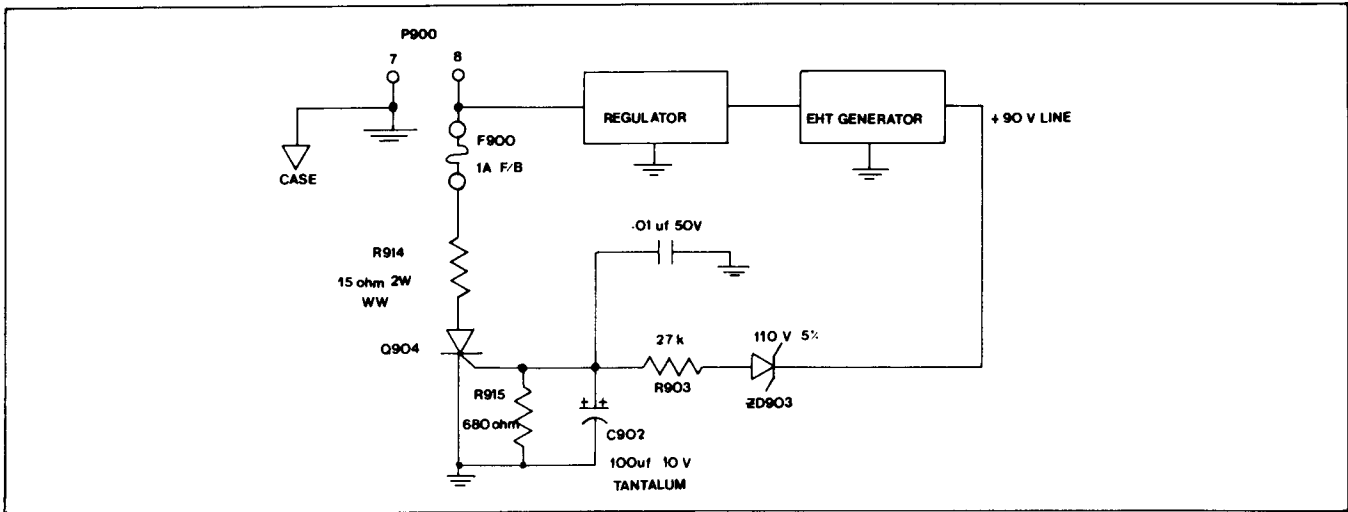 P900
7 8
REGULATOR
EHT GENERATOR
+ 90 V LINE
F900
1A F/B
CASE
.01 uf 50V
R914
15 ohm 2W
WW
Q904
27 k
110 V 5%
R903
ZD903
R915
680 ohm
+ +
C902
100uf 10 V
TANTALUM